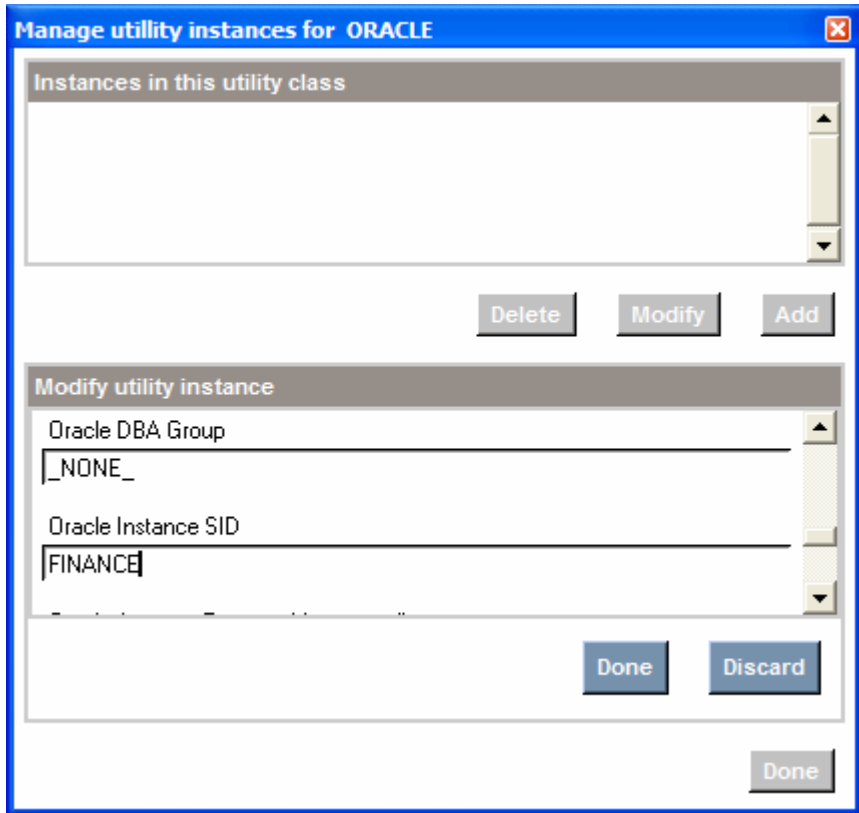 Manage utillity instances for ORACLE
Instances in this utility class
Delete Modify Add
Modify utility instance
Oracle DBA Group
_NONE_
Oracle Instance SID
FINANCE
Done Discard
Done